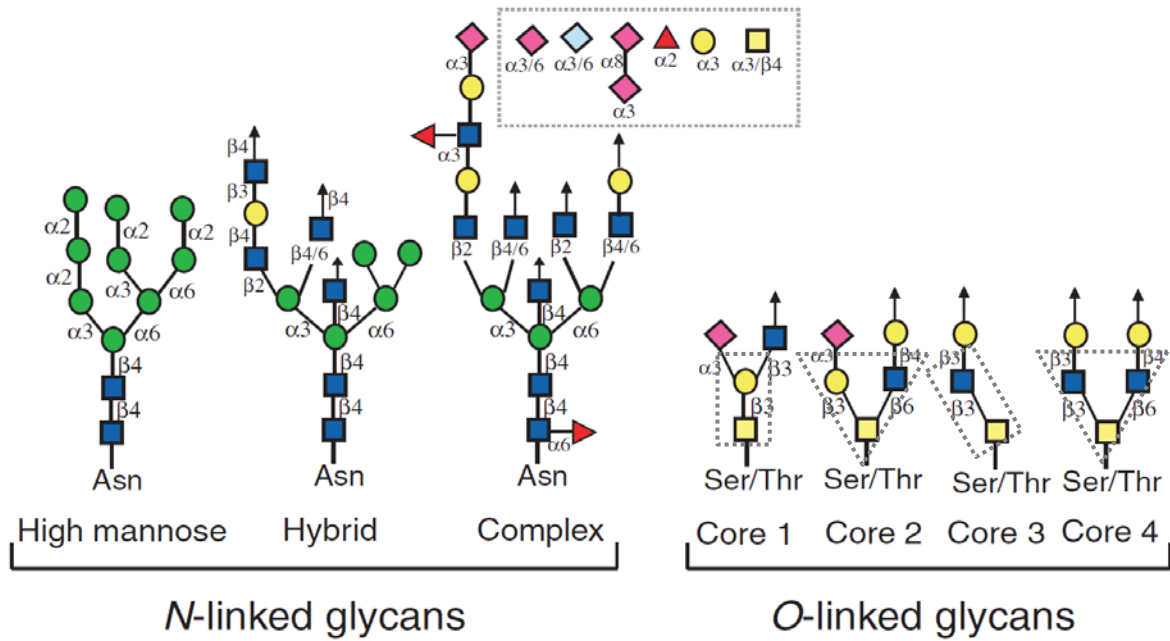 α3 α3/6 α3/6 α8 α2 α3 α3/β4
α3
β4 α3
β3 β4
α2 α2 α2
β4
β2 β4/6 β2 β4/6 β2 β4/6
α2
α3 α6
β4 β4
α3 α6 α3 α6 α3 α6
β4 β4 β4
β4 β4 β4
α6
α3 β3 α3 β4 β3 β3 β4
β3 β3 β6 β3 β3 β6
Asn Asn Asn Ser/Thr Ser/Thr Ser/Thr Ser/Thr
High mannose Hybrid Complex Core 1 Core 2 Core 3 Core 4
N-linked glycans O-linked glycans